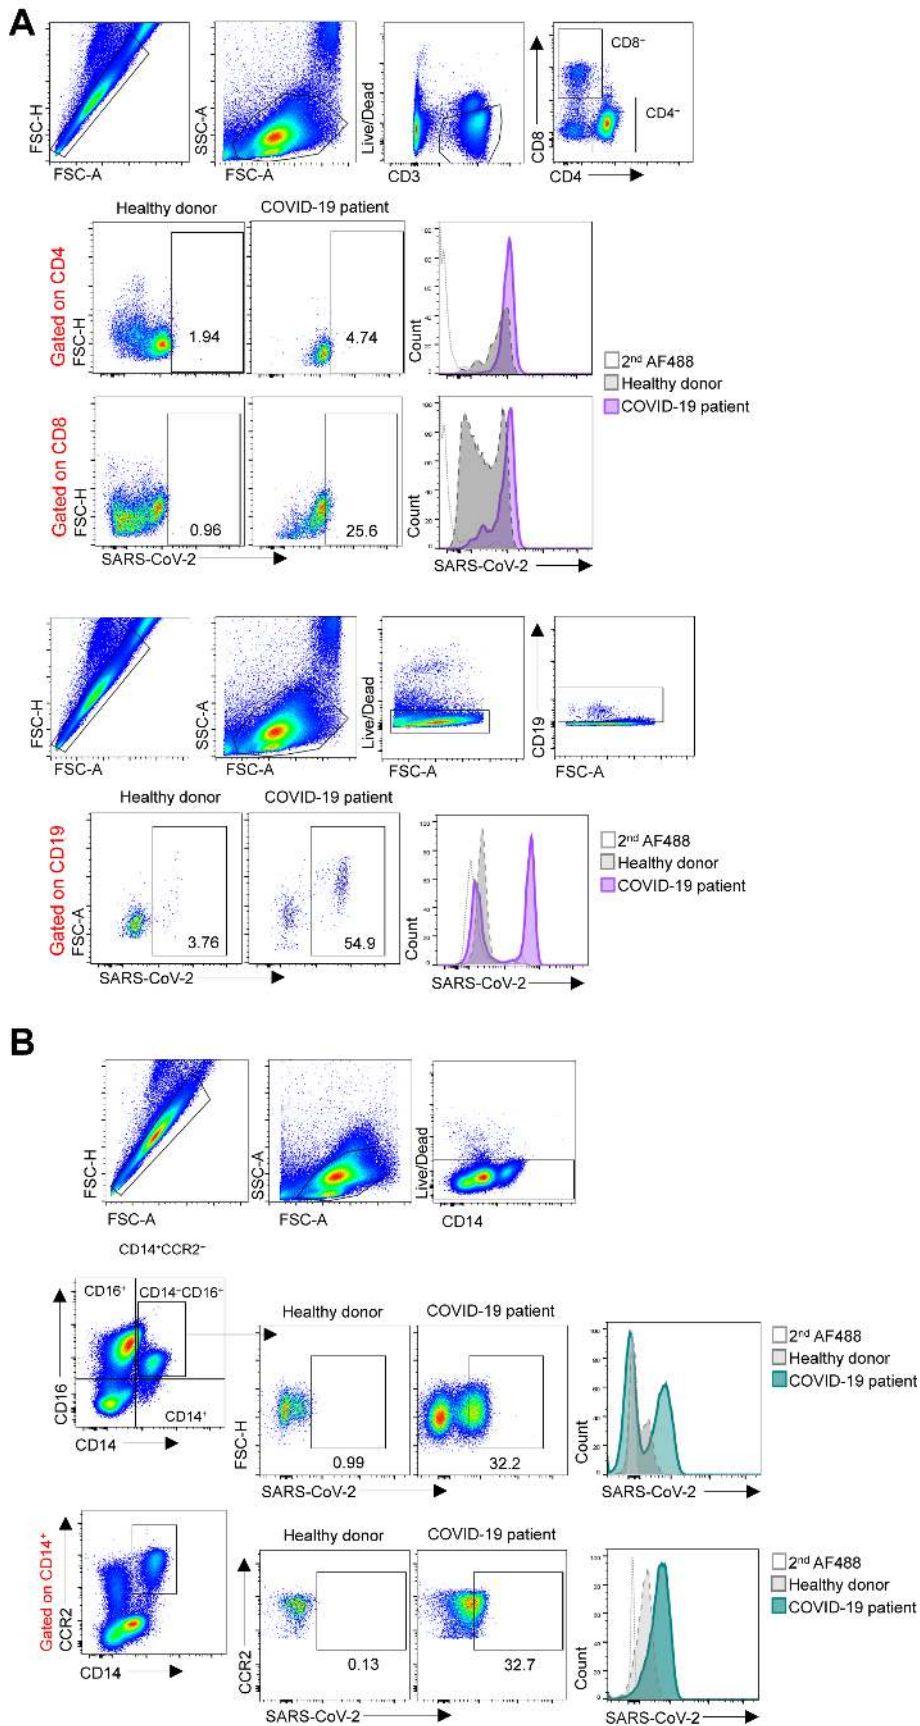 A
FSC-H
FSC-A
SSC-A
FSC-A
Live/Dead
CD3
CD8
CD8⁻
CD4⁻
CD4
Healthy donor
COVID-19 patient
Gated on CD4
FSC-H
1.94
4.74
Count
2nd AF488
Healthy donor
COVID-19 patient
Gated on CD8
FSC-H
0.96
25.6
SARS-CoV-2
Count
SARS-CoV-2
FSC-H
FSC-A
SSC-A
FSC-A
Live/Dead
FSC-A
CD19
FSC-A
Healthy donor
COVID-19 patient
Gated on CD19
FSC-A
3.76
54.9
SARS-CoV-2
Count
SARS-CoV-2
2nd AF488
Healthy donor
COVID-19 patient
B
FSC-H
FSC-A
SSC-A
FSC-A
Live/Dead
CD14
CD14⁺CCR2⁻
CD16⁺
CD14⁻CD16⁻
CD14⁺
CD16
CD14
Healthy donor
COVID-19 patient
FSC-H
0.99
32.2
SARS-CoV-2
Count
SARS-CoV-2
2nd AF488
Healthy donor
COVID-19 patient
Gated on CD14⁺
CCR2
CD14
Healthy donor
COVID-19 patient
CCR2
0.13
32.7
SARS-CoV-2
Count
SARS-CoV-2
2nd AF488
Healthy donor
COVID-19 patient